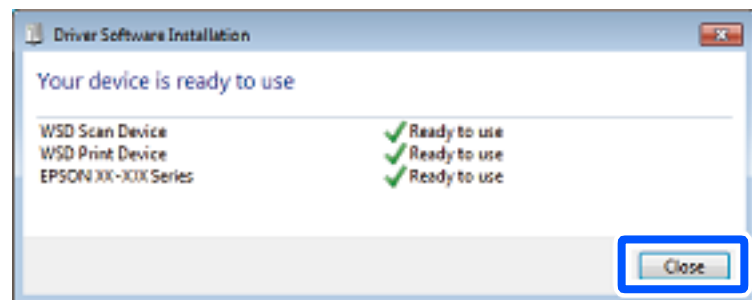 Driver Software Installation
Your device is ready to use
WSD Scan Device Ready to use
WSD Print Device Ready to use
EPSON XX-XXX Series Ready to use
Close